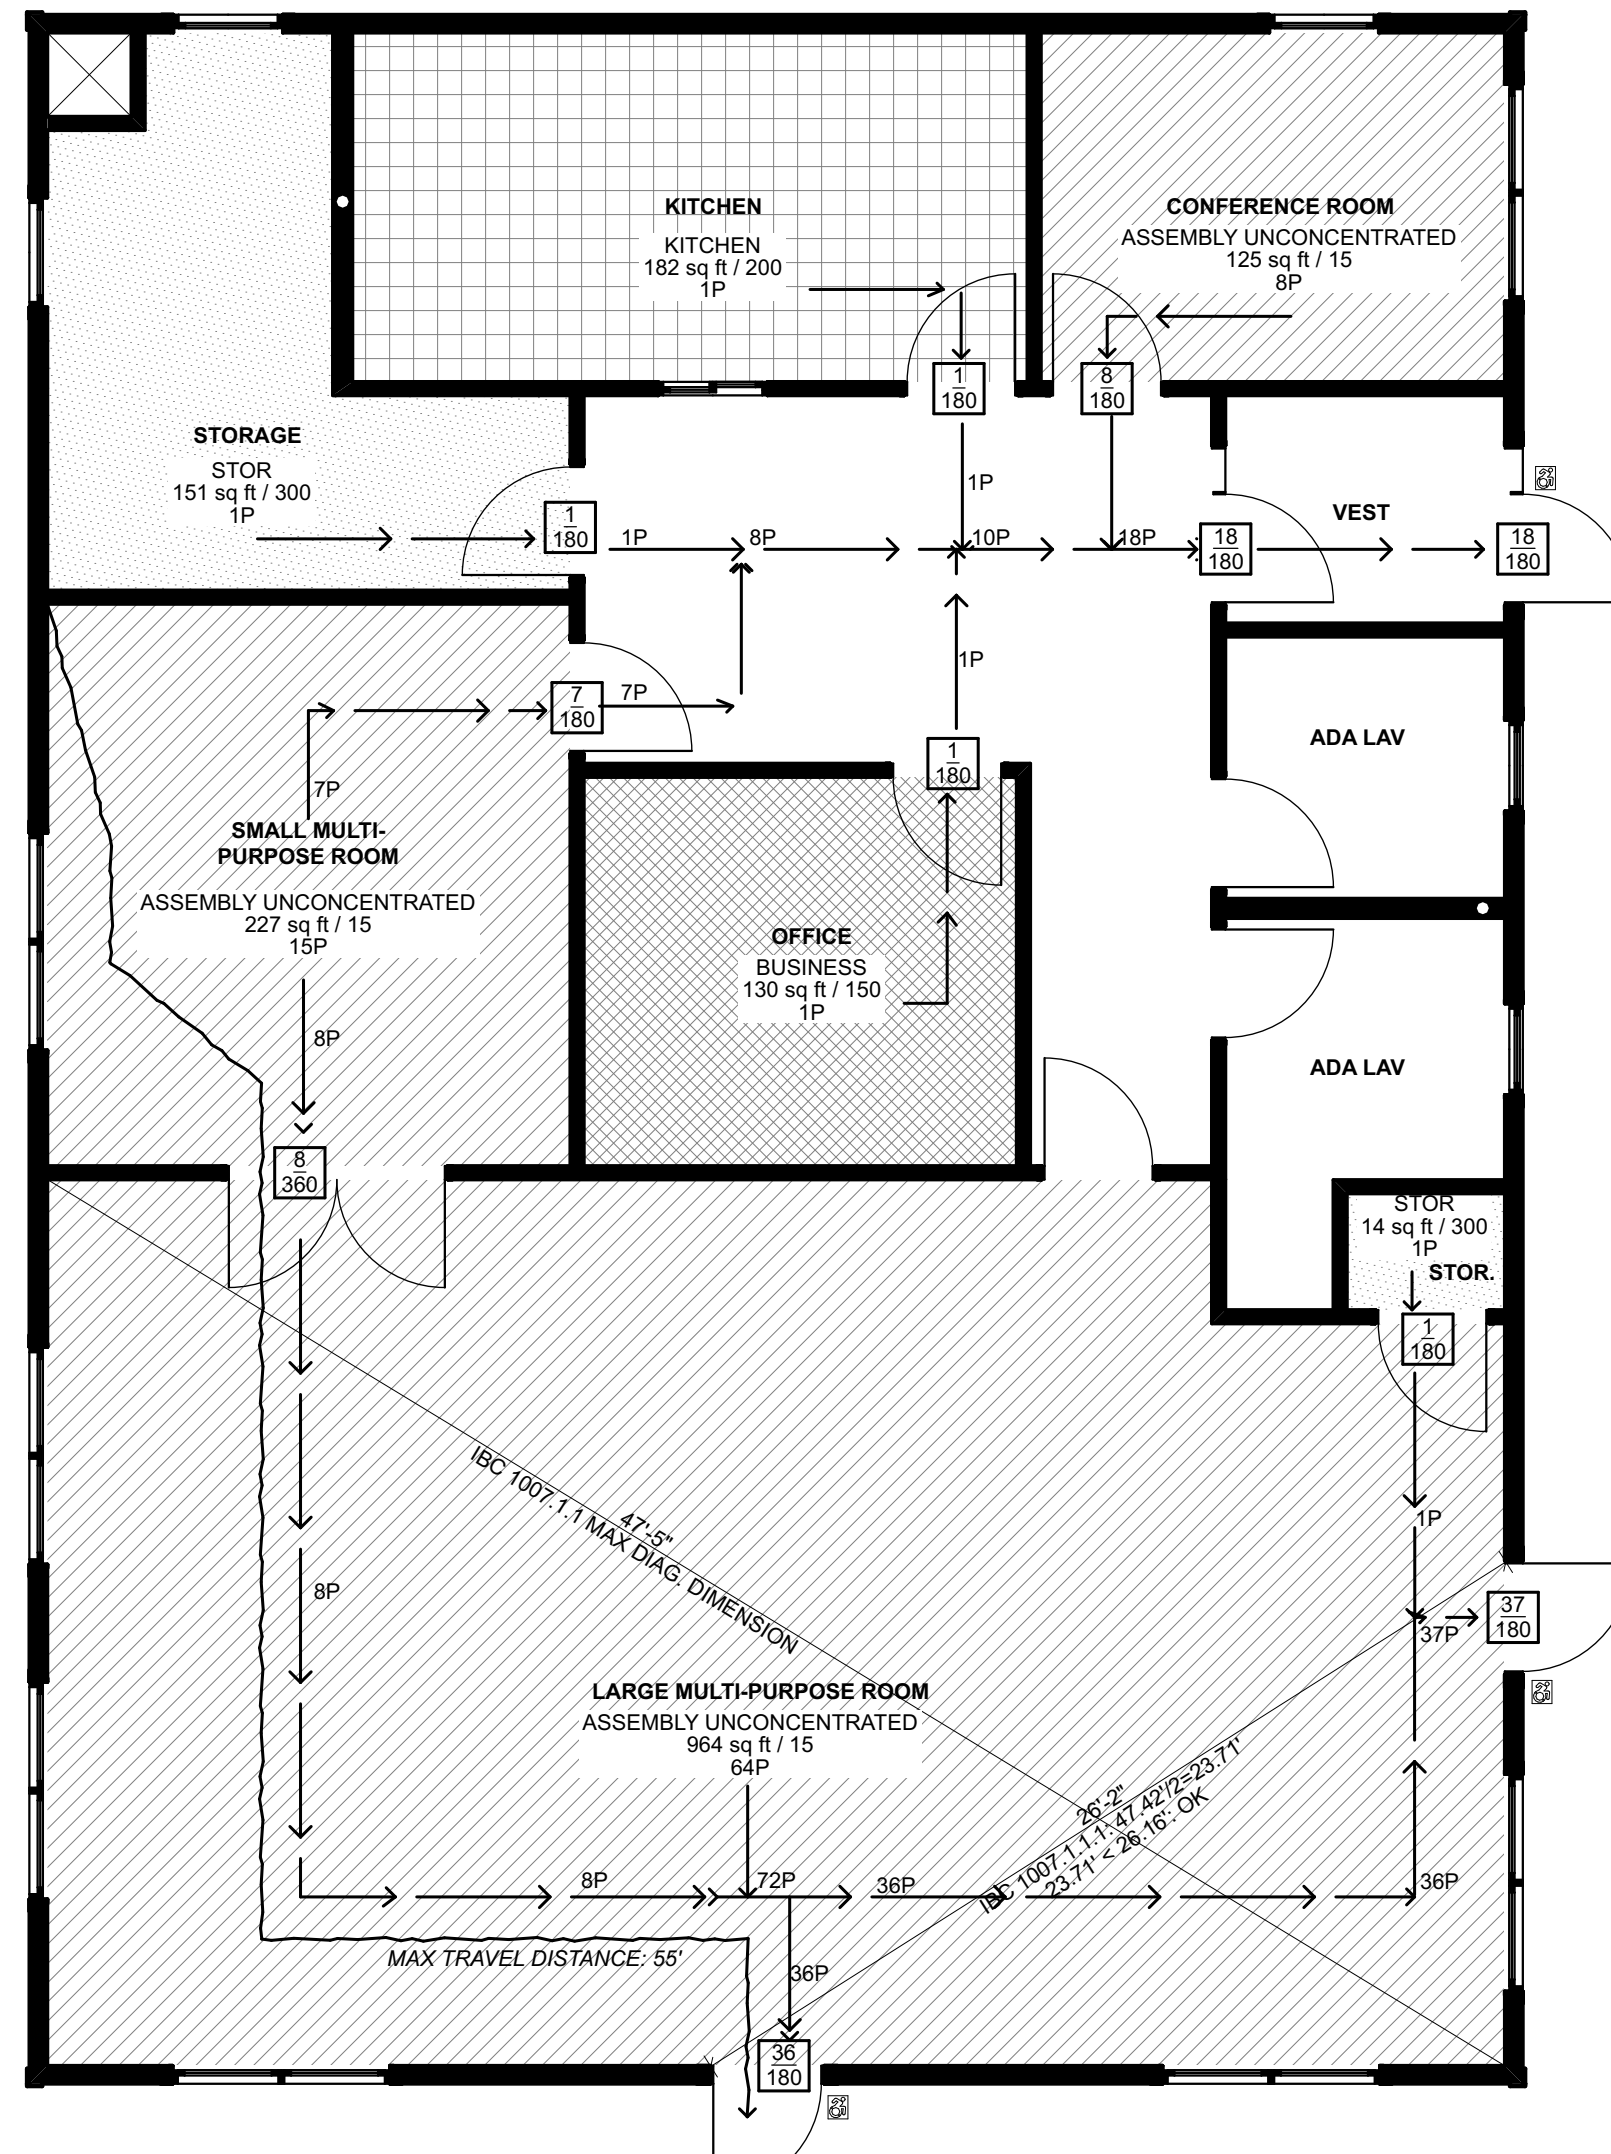 KITCHEN
KITCHEN
182 sq ft / 200
1P
CONFERENCE ROOM
ASSEMBLY UNCONCENTRATED
125 sq ft / 15
8P
1
180
8
180
STORAGE
STOR
151 sq ft / 300
1P
1
180
1P
8P
1P
10P
18P
18
180
VEST
18
180
1P
7
180
7P
7P
1
180
ADA LAV
SMALL MULTI-
PURPOSE ROOM
ASSEMBLY UNCONCENTRATED
227 sq ft / 15
15P
OFFICE
BUSINESS
130 sq ft / 150
1P
8P
ADA LAV
8
360
STOR
14 sq ft / 300
1P
STOR.
1
180
1P
47'-5"
IBC 1007.1.1 MAX DIAG. DIMENSION
8P
37
180
37P
LARGE MULTI-PURPOSE ROOM
ASSEMBLY UNCONCENTRATED
964 sq ft / 15
64P
26'-2"
IBC 1007.1.1.1: 47.42'/2=23.71'
23.71' < 26.16': OK
8P
72P
36P
36P
MAX TRAVEL DISTANCE: 55'
36P
36
180